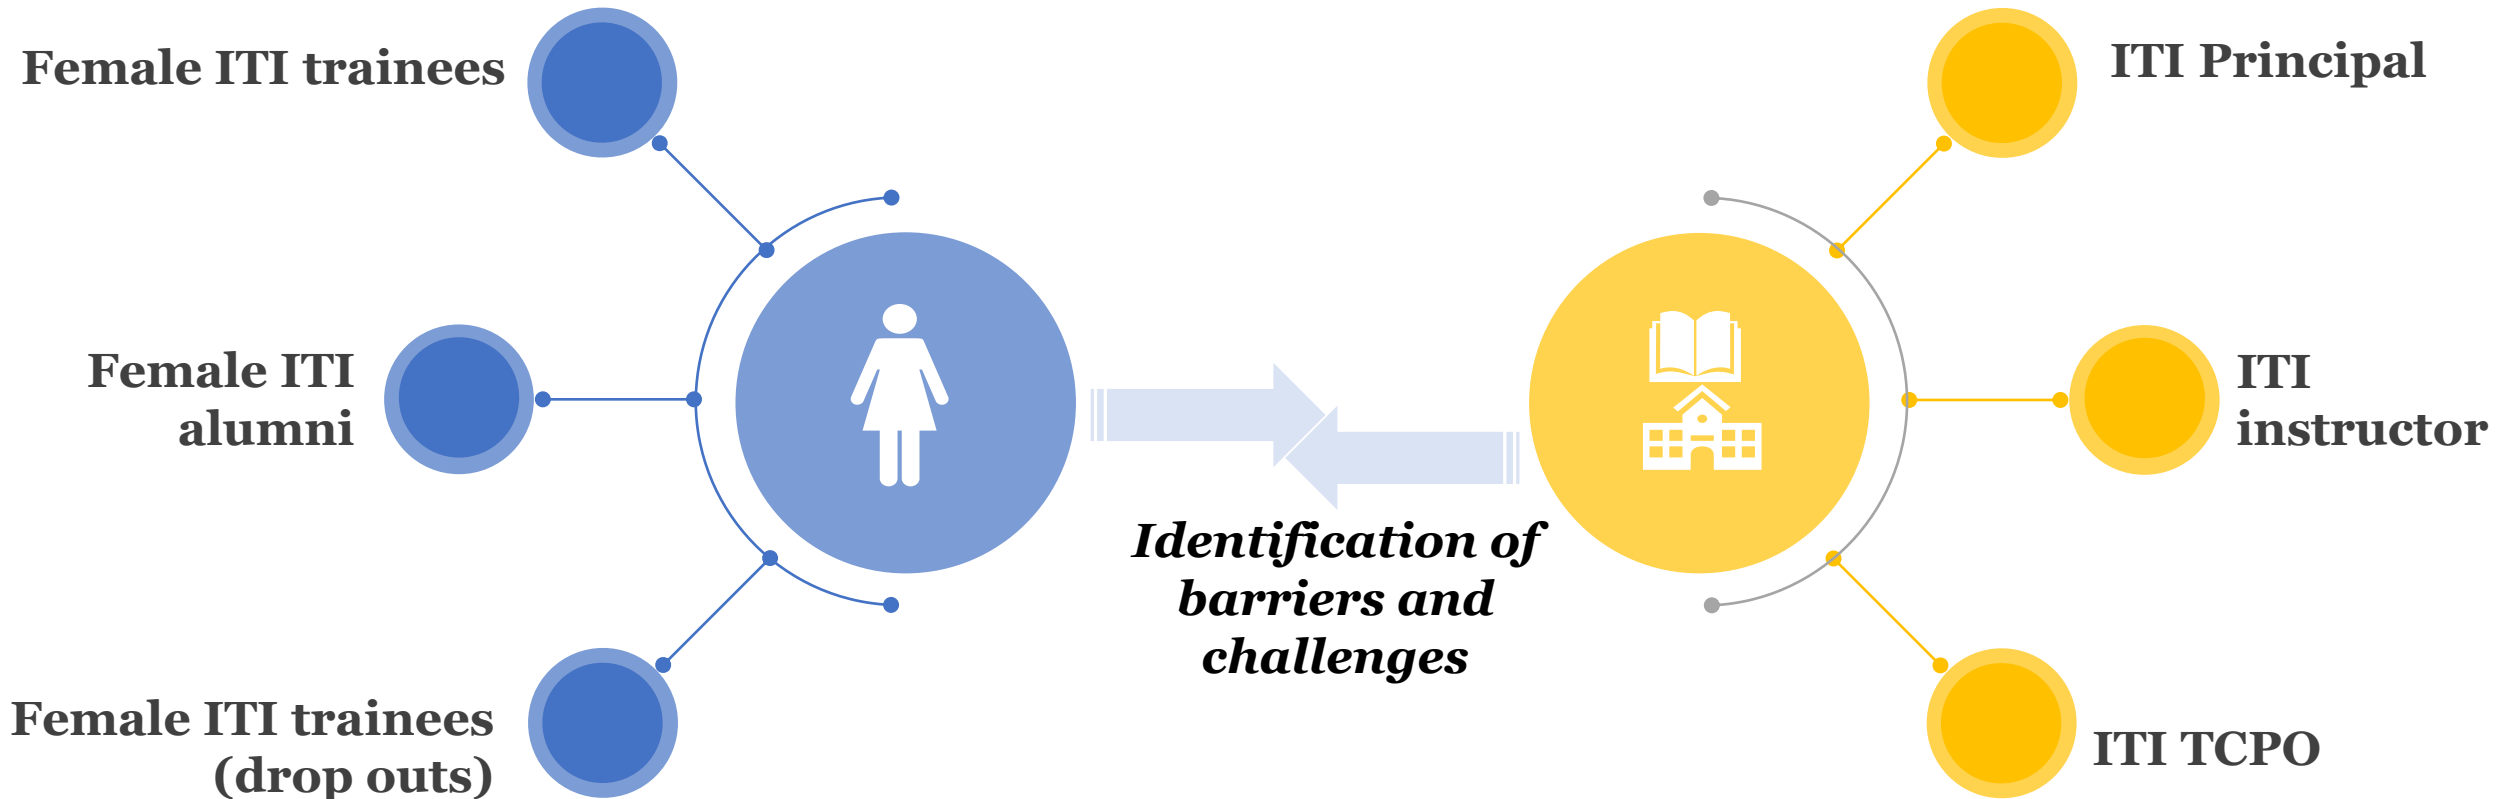 Female ITI trainees
Female ITI
alumni
Female ITI trainees
(drop outs)
Identification of
barriers and
challenges
ITI Principal
ITI
instructor
ITI TCPO